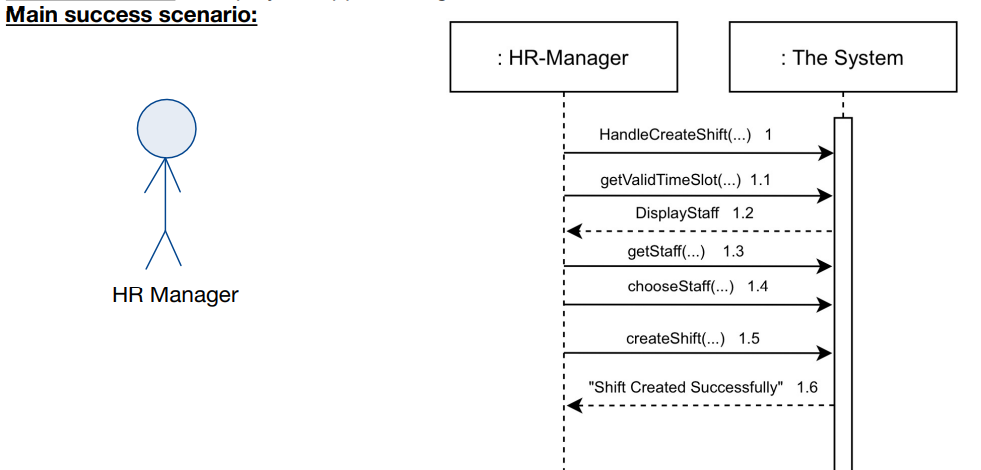 Main success scenario:
: HR-Manager
: The System
HandleCreateShift(...) 1
getValidTimeSlot(...) 1.1
DisplayStaff 1.2
getStaff(...) 1.3
chooseStaff(...) 1.4
HR Manager
createShift(...) 1.5
"Shift Created Successfully" 1.6